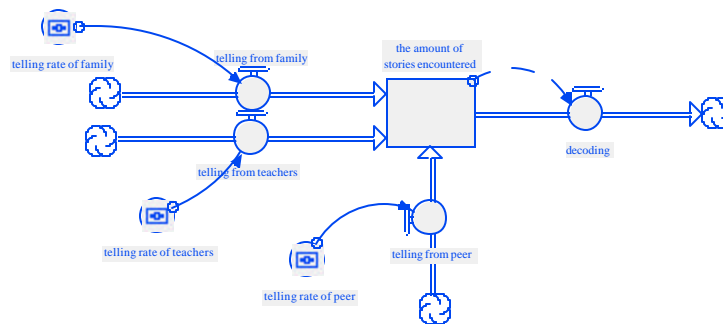 telling rate of family
telling from family
the amount of
stories encountered
decoding
telling from teachers
telling rate of teachers
telling from peer
telling rate of peer